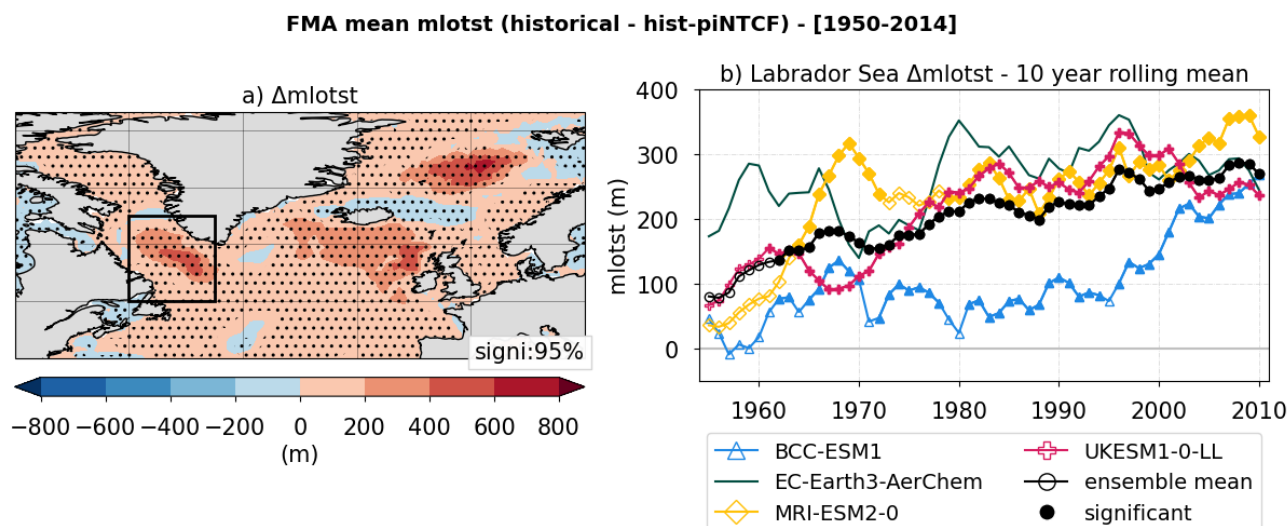 FMA mean mlotst (historical - hist-piNTCF) - [1950-2014]
a) Δmlotst
signi:95%
−800 −600 −400 −200 0 200 400 600 800
(m)
b) Labrador Sea Δmlotst - 10 year rolling mean
mlotst (m)
400
300
200
100
0
1960 1970 1980 1990 2000 2010
BCC-ESM1
EC-Earth3-AerChem
MRI-ESM2-0
UKESM1-0-LL
ensemble mean
significant